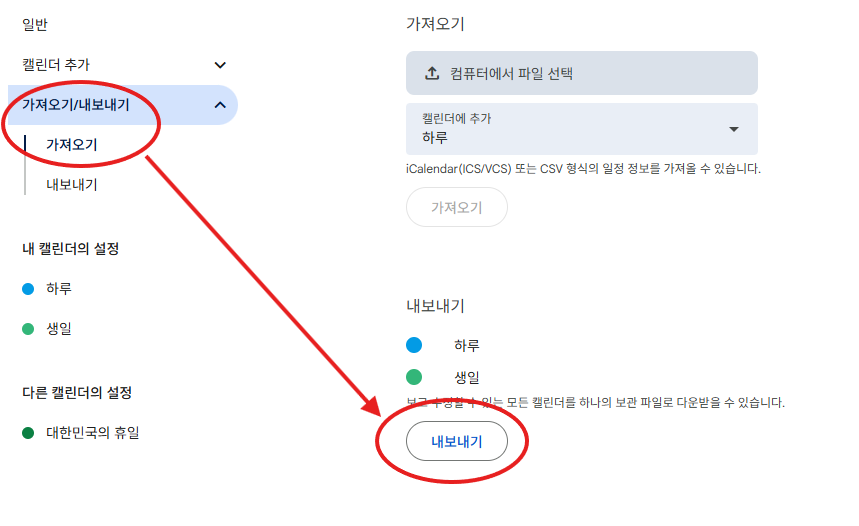 일반
캘린더 추가
가져오기/내보내기
가져오기
내보내기
내 캘린더의 설정
하루
생일
다른 캘린더의 설정
대한민국의 휴일
가져오기
컴퓨터에서 파일 선택
캘린더에 추가
하루
iCalendar(ICS/VCS) 또는 CSV 형식의 일정 정보를 가져올 수 있습니다.
가져오기
내보내기
하루
생일
보고 수정할 수 있는 모든 캘린더를 하나의 보관 파일로 다운받을 수 있습니다.
내보내기